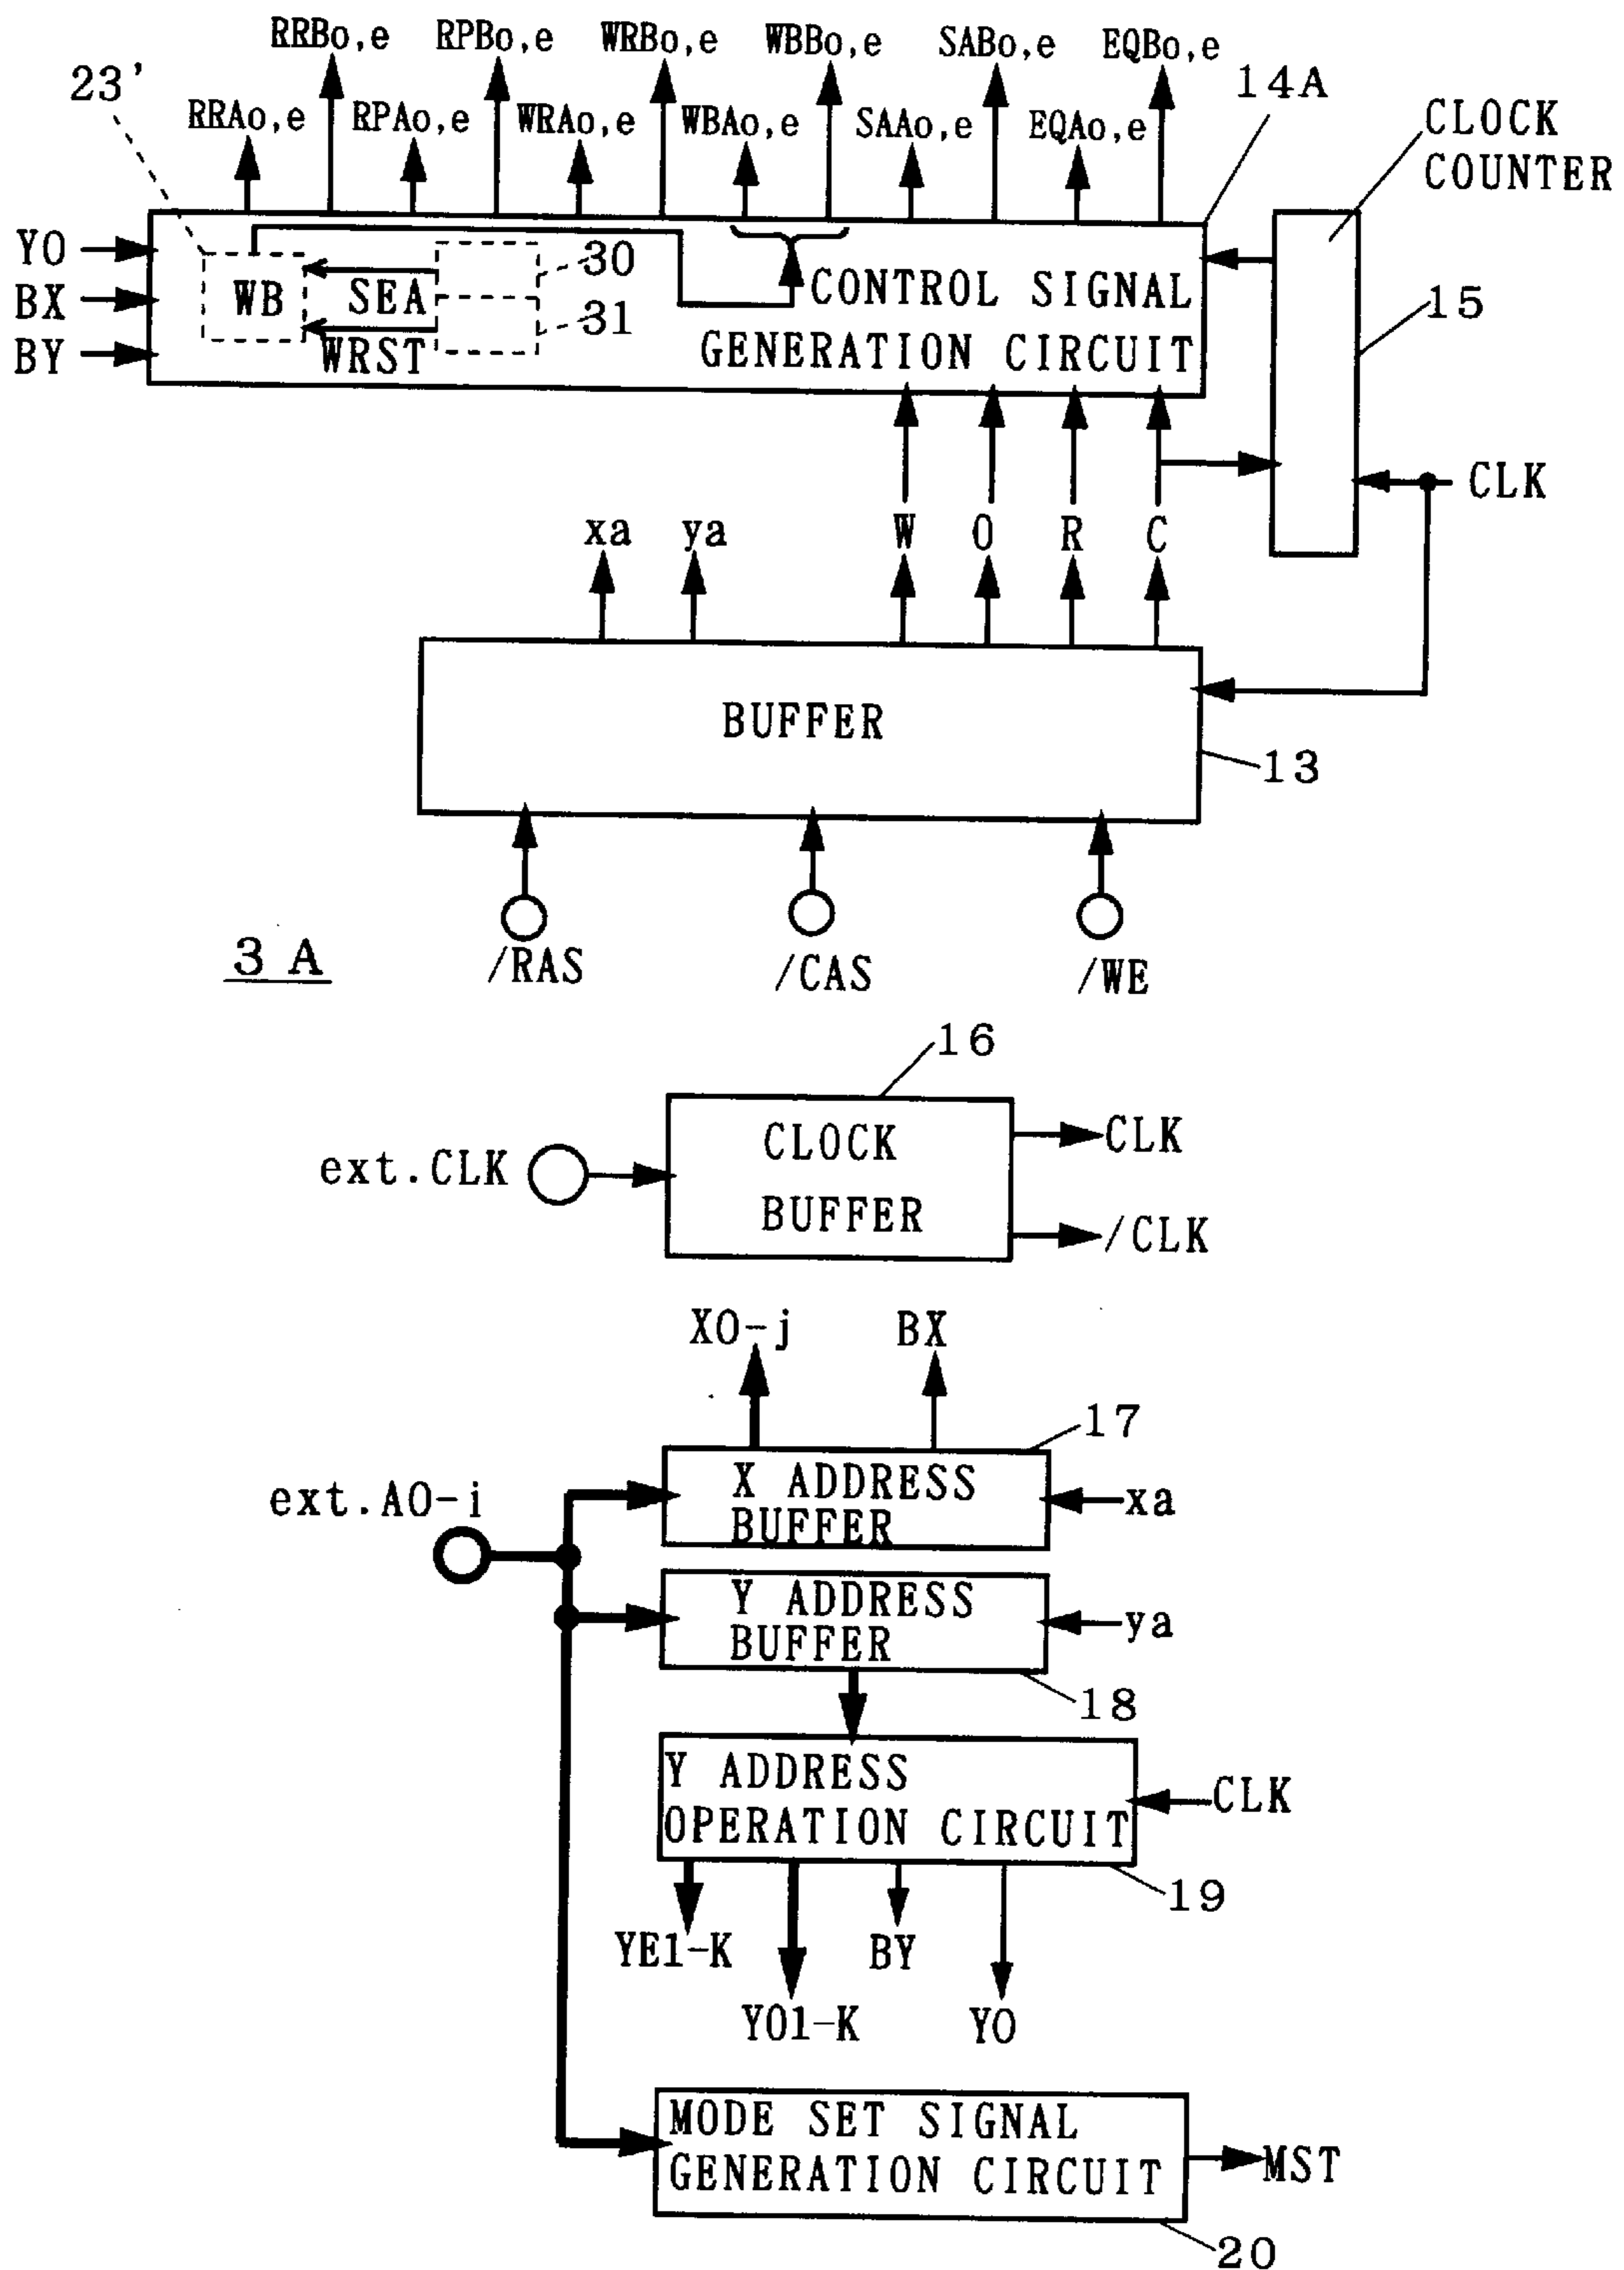 RRBo,e RPBo,e WRBo,e WBBo,e SABo,e EQBo,e
23' 14A
RRAo,e RPAo,e WRAo,e WBAo,e SAAo,e EQAo,e
CLOCK
COUNTER
Y0
BX
BY
WB
SEA
WRST
30
31
CONTROL SIGNAL
GENERATION CIRCUIT
15
CLK
xa ya W O R C
BUFFER
13
/RAS /CAS /WE
3 A
16
ext.CLK
CLOCK
BUFFER
CLK
/CLK
X0-j BX
17
ext.A0-i
X ADDRESS
BUFFER
xa
Y ADDRESS
BUFFER
ya
18
Y ADDRESS
OPERATION CIRCUIT
CLK
19
YE1-K BY
YO1-K Y0
MODE SET SIGNAL
GENERATION CIRCUIT
MST
20